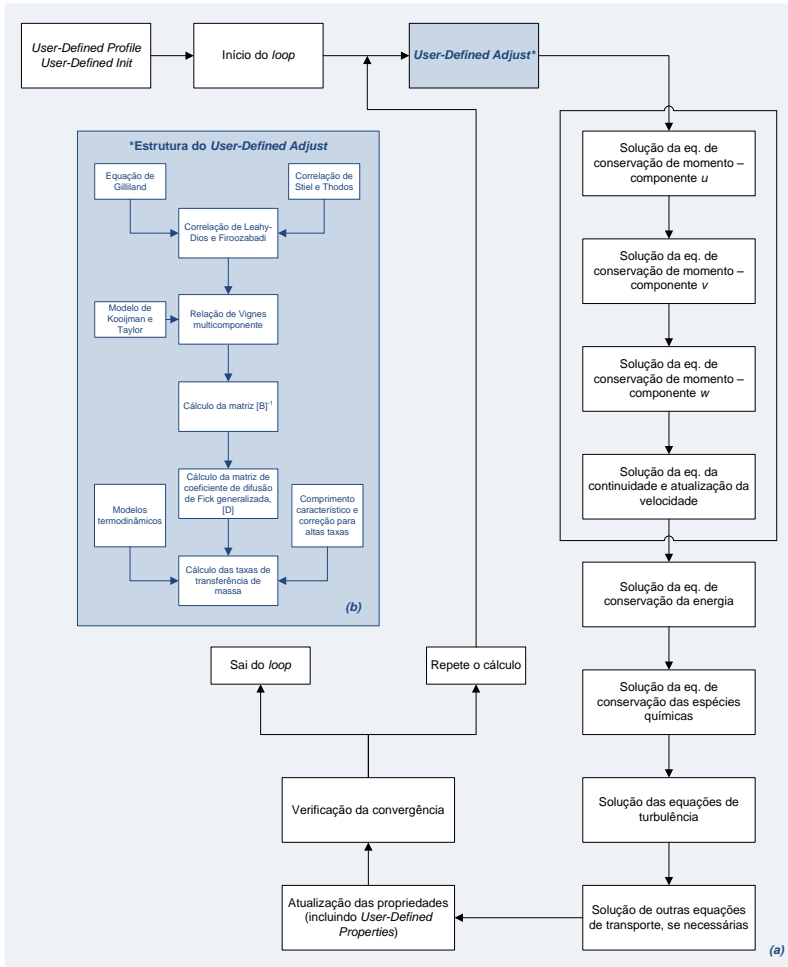 User-Defined Profile
User-Defined Init
Início do loop
User-Defined Adjust*
Solução da eq. de
conservação de momento –
componente u
Solução da eq. de
conservação de momento –
componente v
Solução da eq. de
conservação de momento –
componente w
Solução da eq. da
continuidade e atualização da
velocidade
Solução da eq. de
conservação da energia
Solução da eq. de
conservação das espécies
químicas
Solução das equações de
turbulência
Solução de outras equações
de transporte, se necessárias
Atualização das propriedades
(incluindo User-Defined
Properties)
Verificação da convergência
Sai do loop
Repete o cálculo
(a)
*Estrutura do User-Defined Adjust
Equação de
Gilliland
Correlação de
Stiel e Thodos
Correlação de Leahy-
Dios e Firoozabadi
Modelo de
Kooijman e
Taylor
Relação de Vignes
multicomponente
Cálculo da matriz [B]⁻¹
Cálculo da matriz de
coeficiente de difusão
de Fick generalizada,
[D]
Modelos
termodinâmicos
Comprimento
característico e
correção para
altas taxas
Cálculo das taxas de
transferência de
massa
(b)